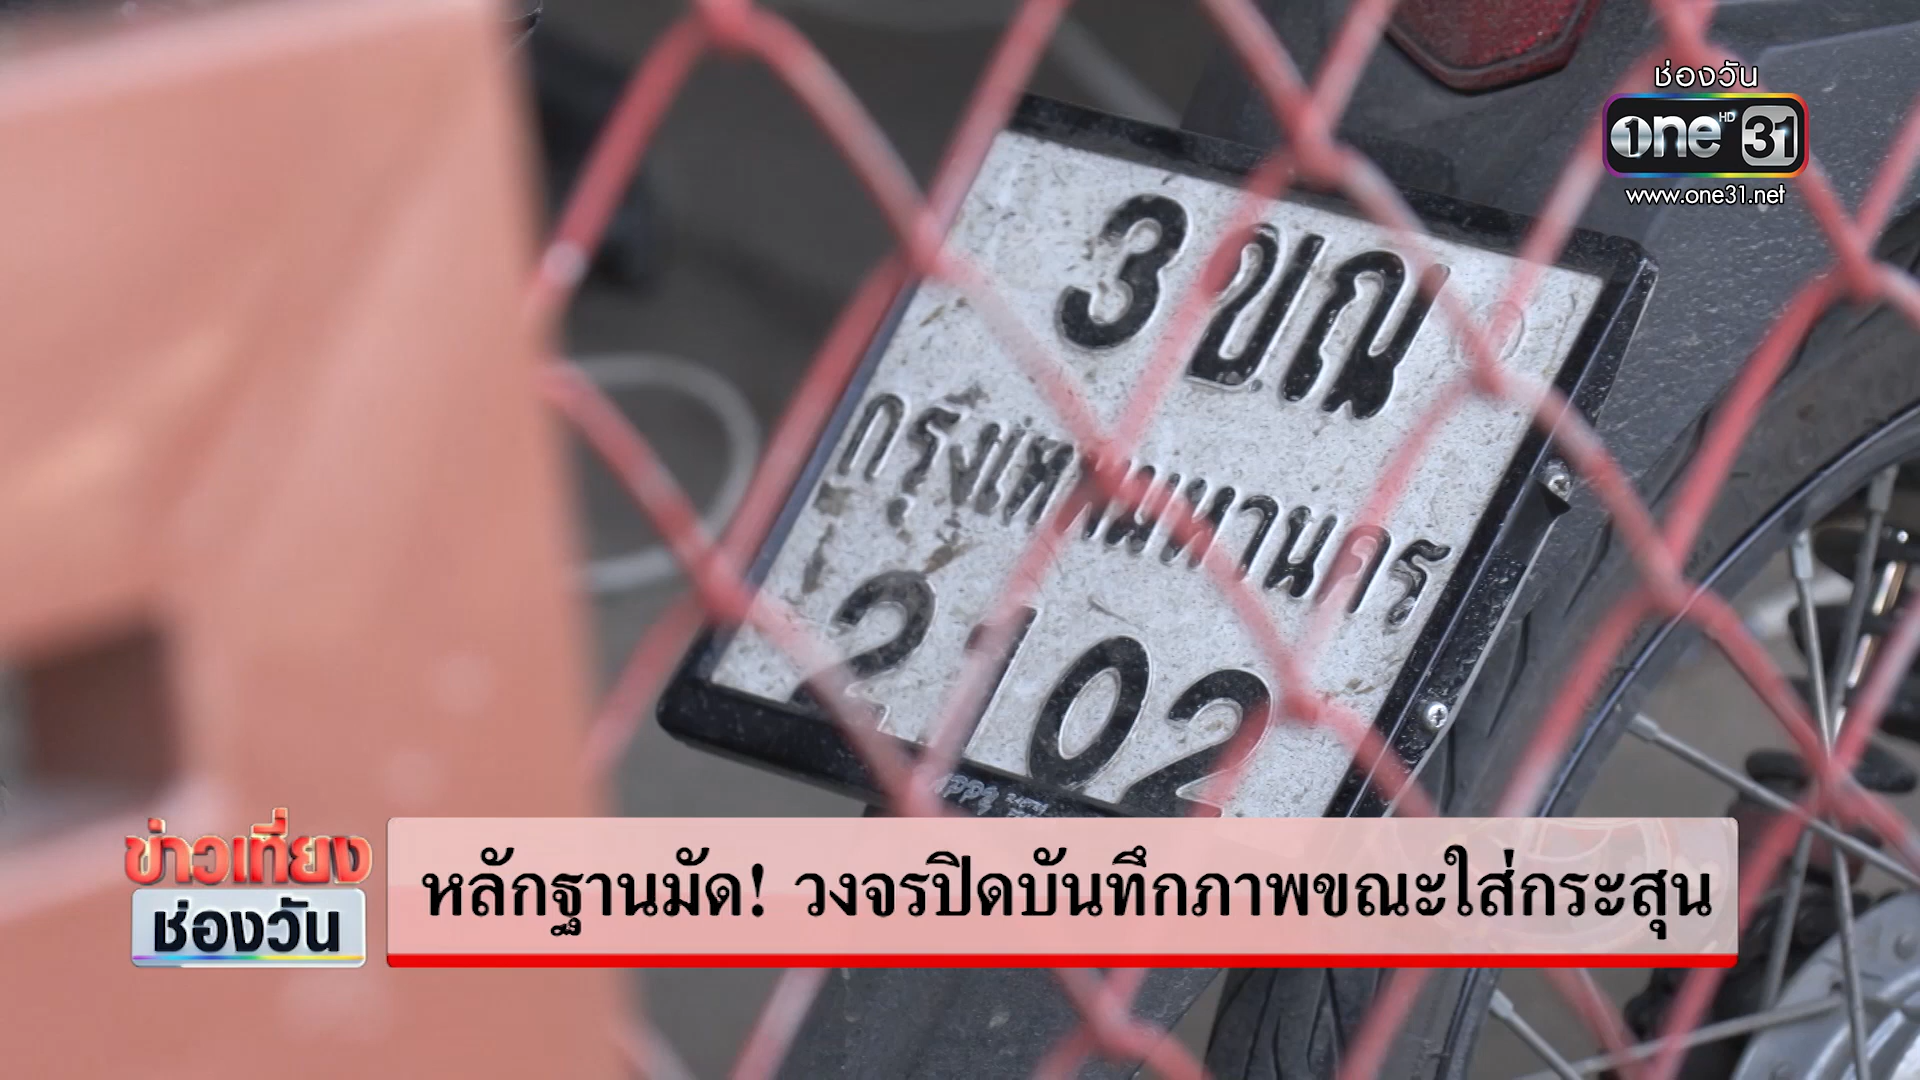 ช่องวัน
one HD 31
www.one31.net
3 ขณ
กรุงเทพมหานคร
2102
ข่าวเที่ยง
ช่องวัน
หลักฐานมัด! วงจรปิดบันทึกภาพขณะใส่กระสุน